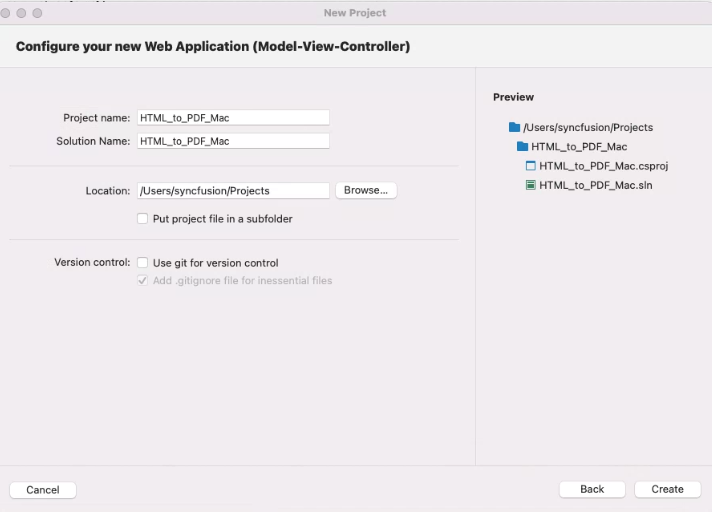 New Project
Configure your new Web Application (Model-View-Controller)
Project name: HTML_to_PDF_Mac
Solution Name: HTML_to_PDF_Mac
Location: /Users/syncfusion/Projects Browse...
Put project file in a subfolder
Version control: Use git for version control
Add .gitignore file for inessential files
Preview
/Users/syncfusion/Projects
HTML_to_PDF_Mac
HTML_to_PDF_Mac.csproj
HTML_to_PDF_Mac.sln
Cancel Back Create